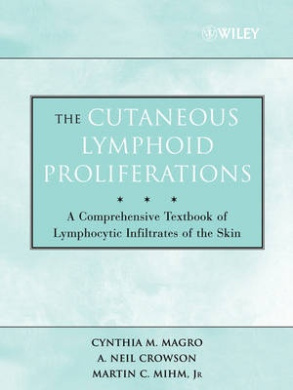 WILEY
THE CUTANEOUS
LYMPHOID
PROLIFERATIONS
* * *
A Comprehensive Textbook of
Lymphocytic Infiltrates of the Skin
CYNTHIA M. MAGRO
A. NEIL CROWSON
MARTIN C. MIHM, JR